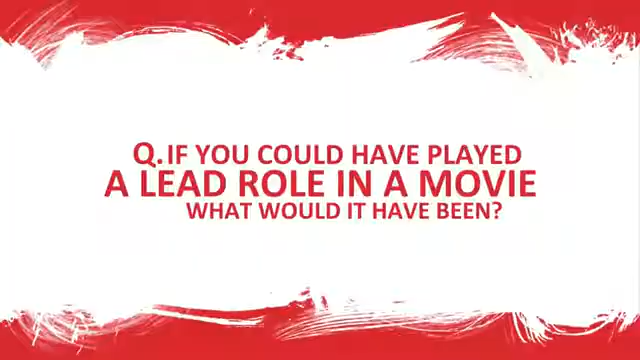 Q. IF YOU COULD HAVE PLAYED
A LEAD ROLE IN A MOVIE
WHAT WOULD IT HAVE BEEN?